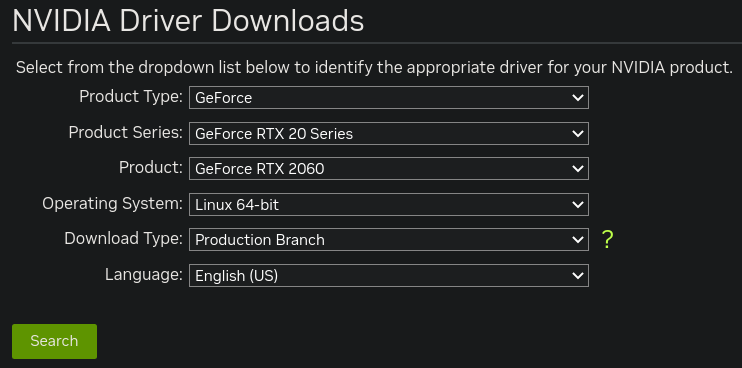 NVIDIA Driver Downloads
Select from the dropdown list below to identify the appropriate driver for your NVIDIA product.
Product Type: GeForce
Product Series: GeForce RTX 20 Series
Product: GeForce RTX 2060
Operating System: Linux 64-bit
Download Type: Production Branch ?
Language: English (US)
Search